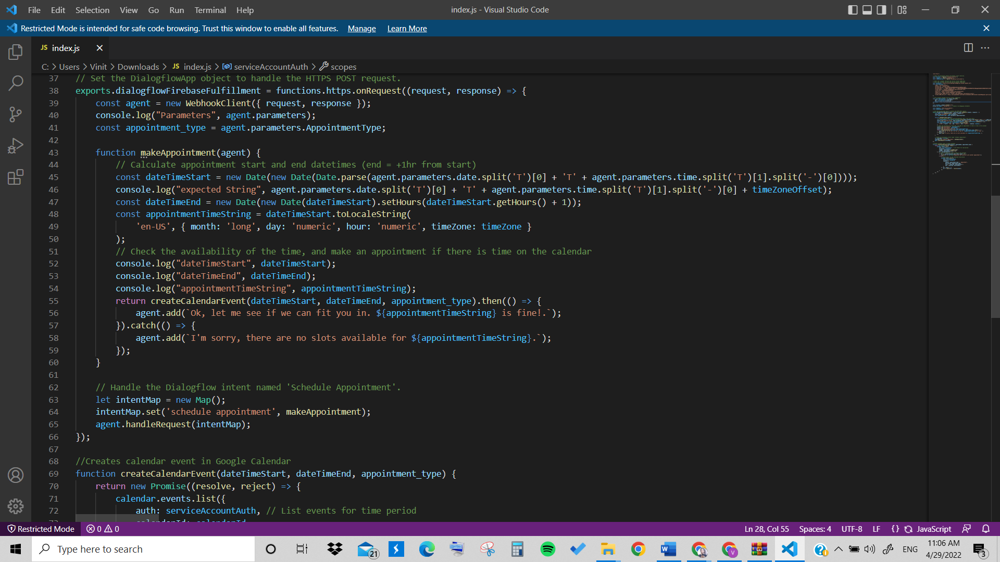 File Edit Selection View Go Run Terminal Help
index.js - Visual Studio Code
Restricted Mode is intended for safe code browsing. Trust this window to enable all features. Manage Learn More
JS index.js
C: > Users > Vinit > Downloads > JS index.js > serviceAccountAuth > scopes
37 // Set the DialogflowApp object to handle the HTTPS POST request.
38 exports.dialogflowFirebaseFulfillment = functions.https.onRequest((request, response) => {
39 const agent = new WebhookClient({ request, response });
40 console.log("Parameters", agent.parameters);
41 const appointment_type = agent.parameters.AppointmentType;
42
43 function makeAppointment(agent) {
44 // Calculate appointment start and end datetimes (end = +1hr from start)
45 const dateTimeStart = new Date(new Date(Date.parse(agent.parameters.date.split('T')[0] + 'T' + agent.parameters.time.split('T')[1].split('-')[0])));
46 console.log("expected String", agent.parameters.date.split('T')[0] + 'T' + agent.parameters.time.split('T')[1].split('-')[0] + timeZoneOffset);
47 const dateTimeEnd = new Date(new Date(dateTimeStart).setHours(dateTimeStart.getHours() + 1));
48 const appointmentTimeString = dateTimeStart.toLocaleString(
49 'en-US', { month: 'long', day: 'numeric', hour: 'numeric', timeZone: timeZone }
50 );
51 // Check the availability of the time, and make an appointment if there is time on the calendar
52 console.log("dateTimeStart", dateTimeStart);
53 console.log("dateTimeEnd", dateTimeEnd);
54 console.log("appointmentTimeString", appointmentTimeString);
55 return createCalendarEvent(dateTimeStart, dateTimeEnd, appointment_type).then(() => {
56 agent.add(`Ok, let me see if we can fit you in. ${appointmentTimeString} is fine!.`);
57 }).catch(() => {
58 agent.add(`I'm sorry, there are no slots available for ${appointmentTimeString}.`);
59 });
60 }
61
62 // Handle the Dialogflow intent named 'Schedule Appointment'.
63 let intentMap = new Map();
64 intentMap.set('schedule appointment', makeAppointment);
65 agent.handleRequest(intentMap);
66 });
67
68 //Creates calendar event in Google Calendar
69 function createCalendarEvent(dateTimeStart, dateTimeEnd, appointment_type) {
70 return new Promise((resolve, reject) => {
71 calendar.events.list({
72 auth: serviceAccountAuth, // List events for time period
Restricted Mode 0 0 Ln 28, Col 55 Spaces: 4 UTF-8 LF {} JavaScript
Type here to search
21
ENG
11:06 AM
4/29/2022
3